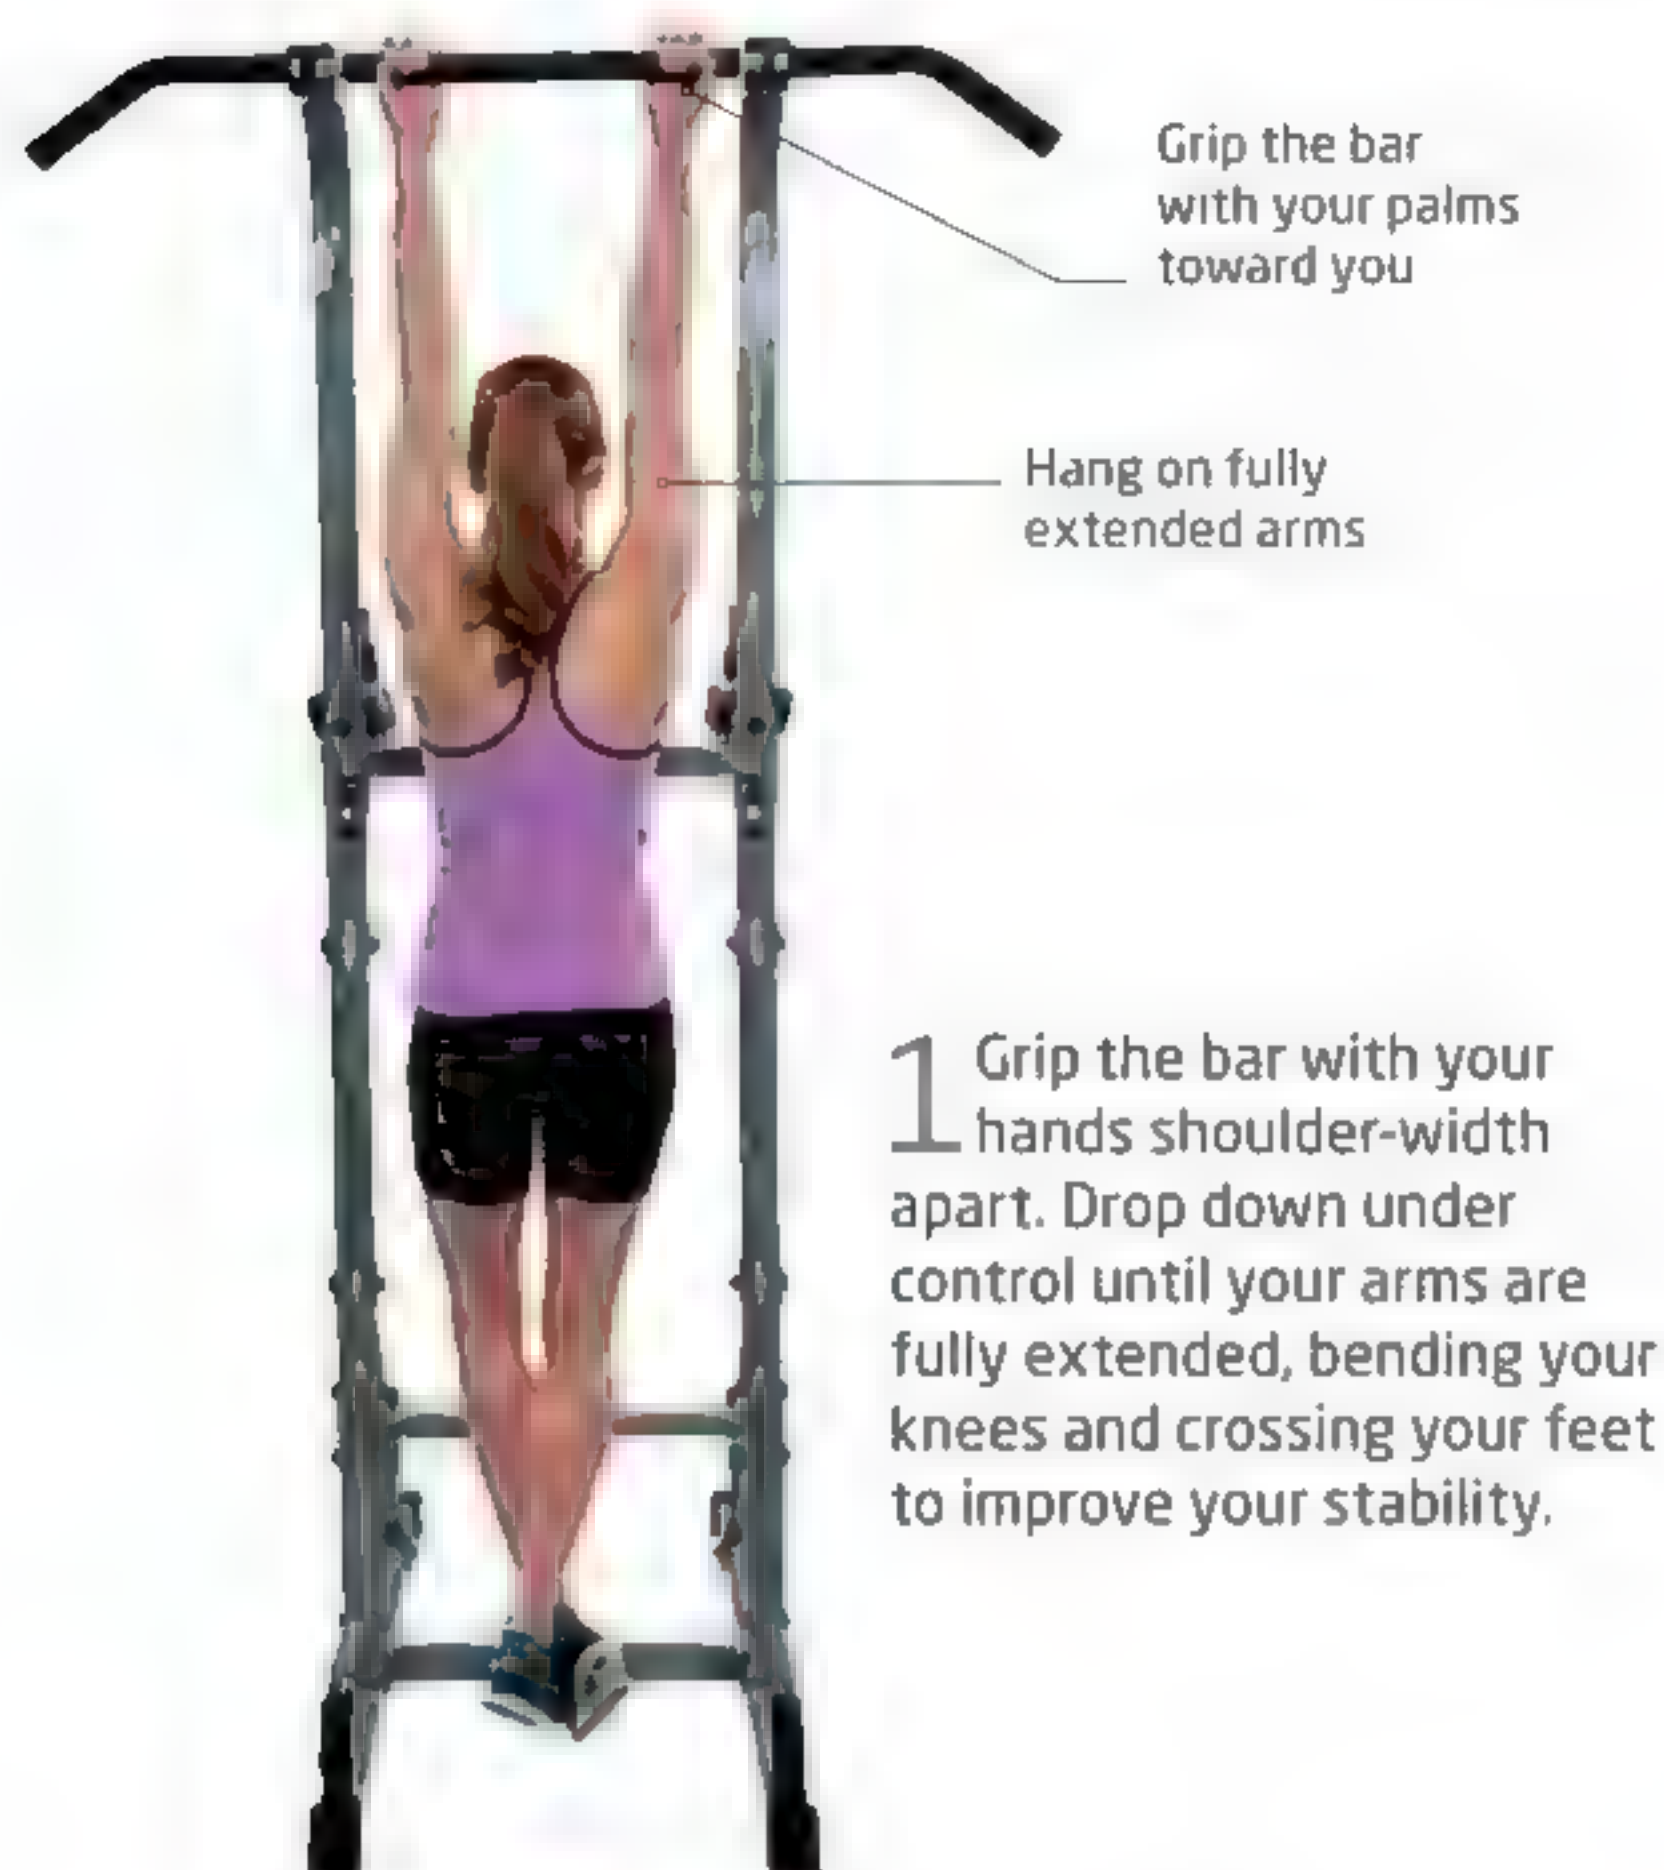 Grip the bar
with your palms
toward you
Hang on fully
extended arms
1 Grip the bar with your
hands shoulder-width
apart. Drop down under
control until your arms are
fully extended, bending your
knees and crossing your feet
to improve your stability.